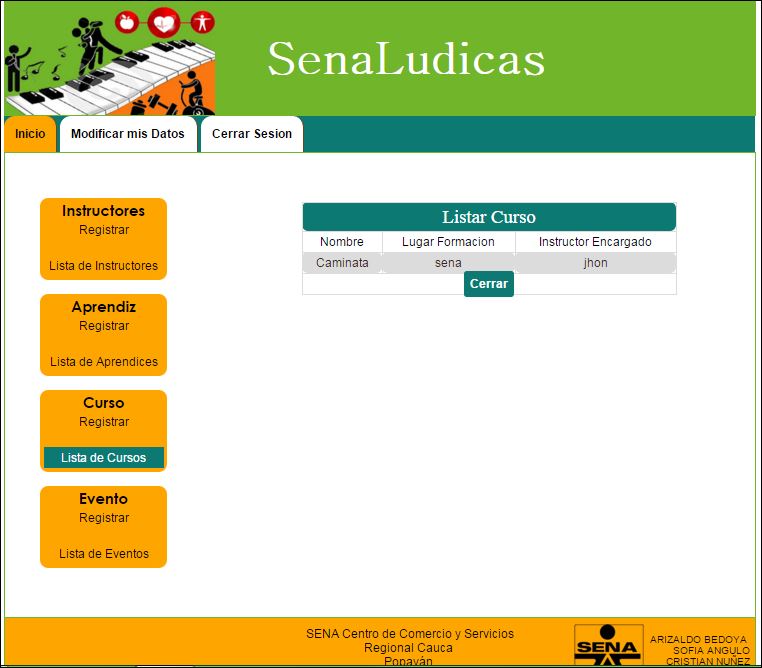 SenaLudicas
Inicio
Modificar mis Datos
Cerrar Sesion
Instructores
Registrar
Lista de Instructores
Aprendiz
Registrar
Lista de Aprendices
Curso
Registrar
Lista de Cursos
Evento
Registrar
Lista de Eventos
Listar Curso
Nombre Lugar Formacion Instructor Encargado
Caminata sena jhon
Cerrar
SENA Centro de Comercio y Servicios
Regional Cauca
Popayán
SENA
ARIZALDO BEDOYA
SOFIA ANGULO
CRISTIAN NUÑEZ